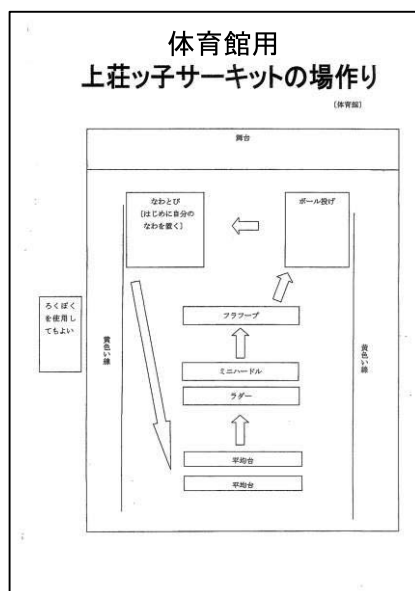 体育館用
上荘ッ子サーキットの場作り
〔体育館〕
舞台
なわとび
[はじめに自分の
なわを置く]
ボール投げ
ろくぼく
を使用し
てもよい
黄色い線
黄色い線
フラフープ
ミニハードル
ラダー
平均台
平均台